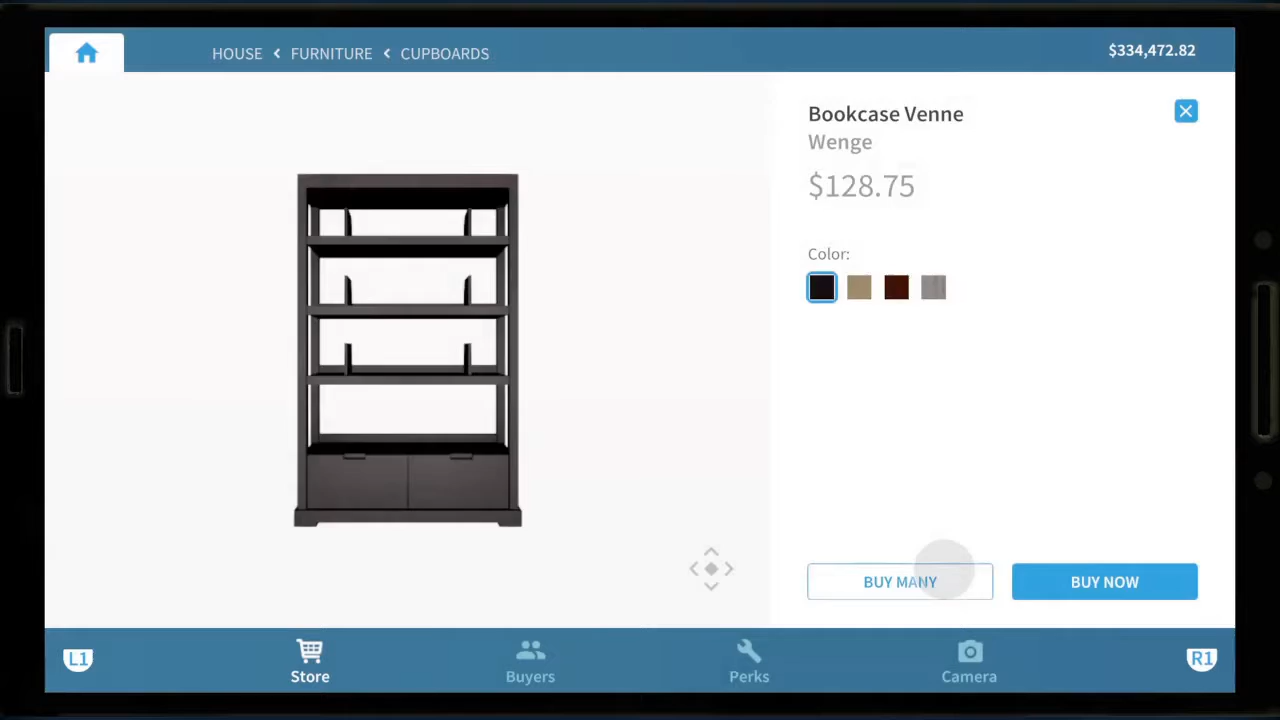 HOUSE < FURNITURE < CUPBOARDS
$334,472.82
Bookcase Venne
Wenge
$128.75
Color:
BUY MANY
BUY NOW
L1
Store
Buyers
Perks
Camera
R1